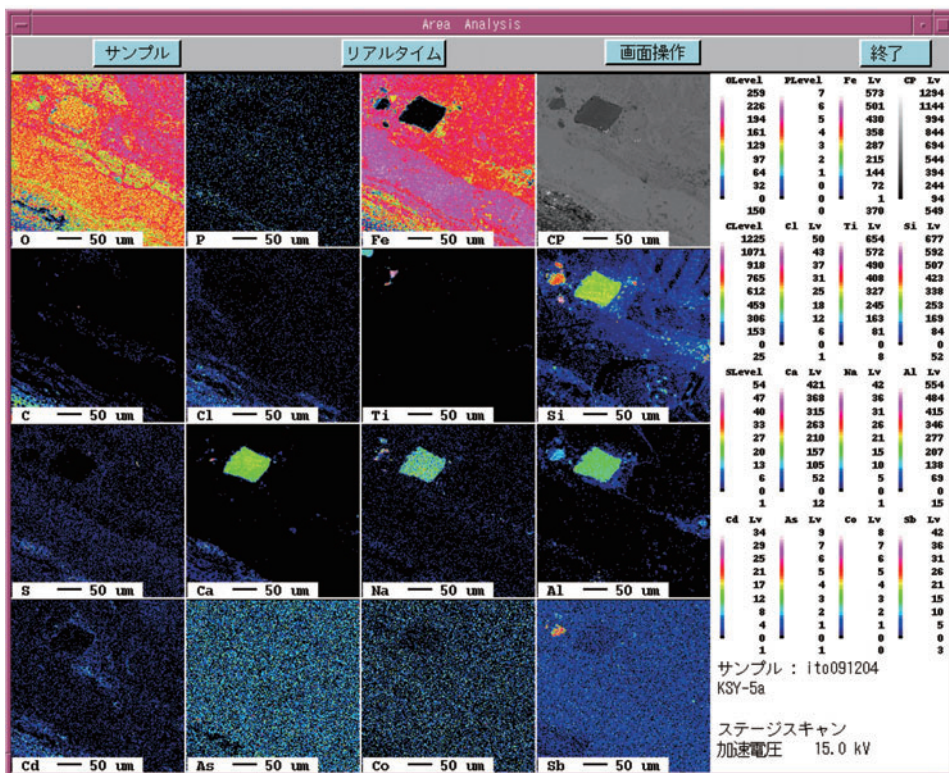 Area Analysis
サンプル リアルタイム 画面操作 終了
O 50 um P 50 um Fe 50 um CP 50 um
C 50 um Cl 50 um Ti 50 um Si 50 um
S 50 um Ca 50 um Na 50 um Al 50 um
Cd 50 um As 50 um Co 50 um Sb 50 um
OLevel PLevel Fe Lv CP Lv
259 7 573 1294
226 6 501 1144
194 5 430 994
161 4 358 844
129 3 287 694
97 2 215 544
64 1 144 394
32 0 72 244
0 0 1 94
150 0 370 549
CLevel Cl Lv Ti Lv Si Lv
1225 50 654 677
1071 43 572 592
918 37 490 507
765 31 408 423
612 25 327 338
459 18 245 253
306 12 163 169
153 6 81 84
0 0 0 0
25 1 8 52
SLevel Ca Lv Na Lv Al Lv
54 421 42 554
47 368 36 484
40 315 31 415
33 263 26 346
27 210 21 277
20 157 15 207
13 105 10 138
6 52 5 69
0 0 0 0
1 12 1 15
Cd Lv As Lv Co Lv Sb Lv
34 9 8 42
29 7 7 36
25 6 6 31
21 5 5 26
17 4 4 21
12 3 3 15
8 2 2 10
4 1 1 5
0 0 0 0
1 1 0 3
サンプル : ito091204
KSY-5a
ステージスキャン
加速電圧 15.0 kV